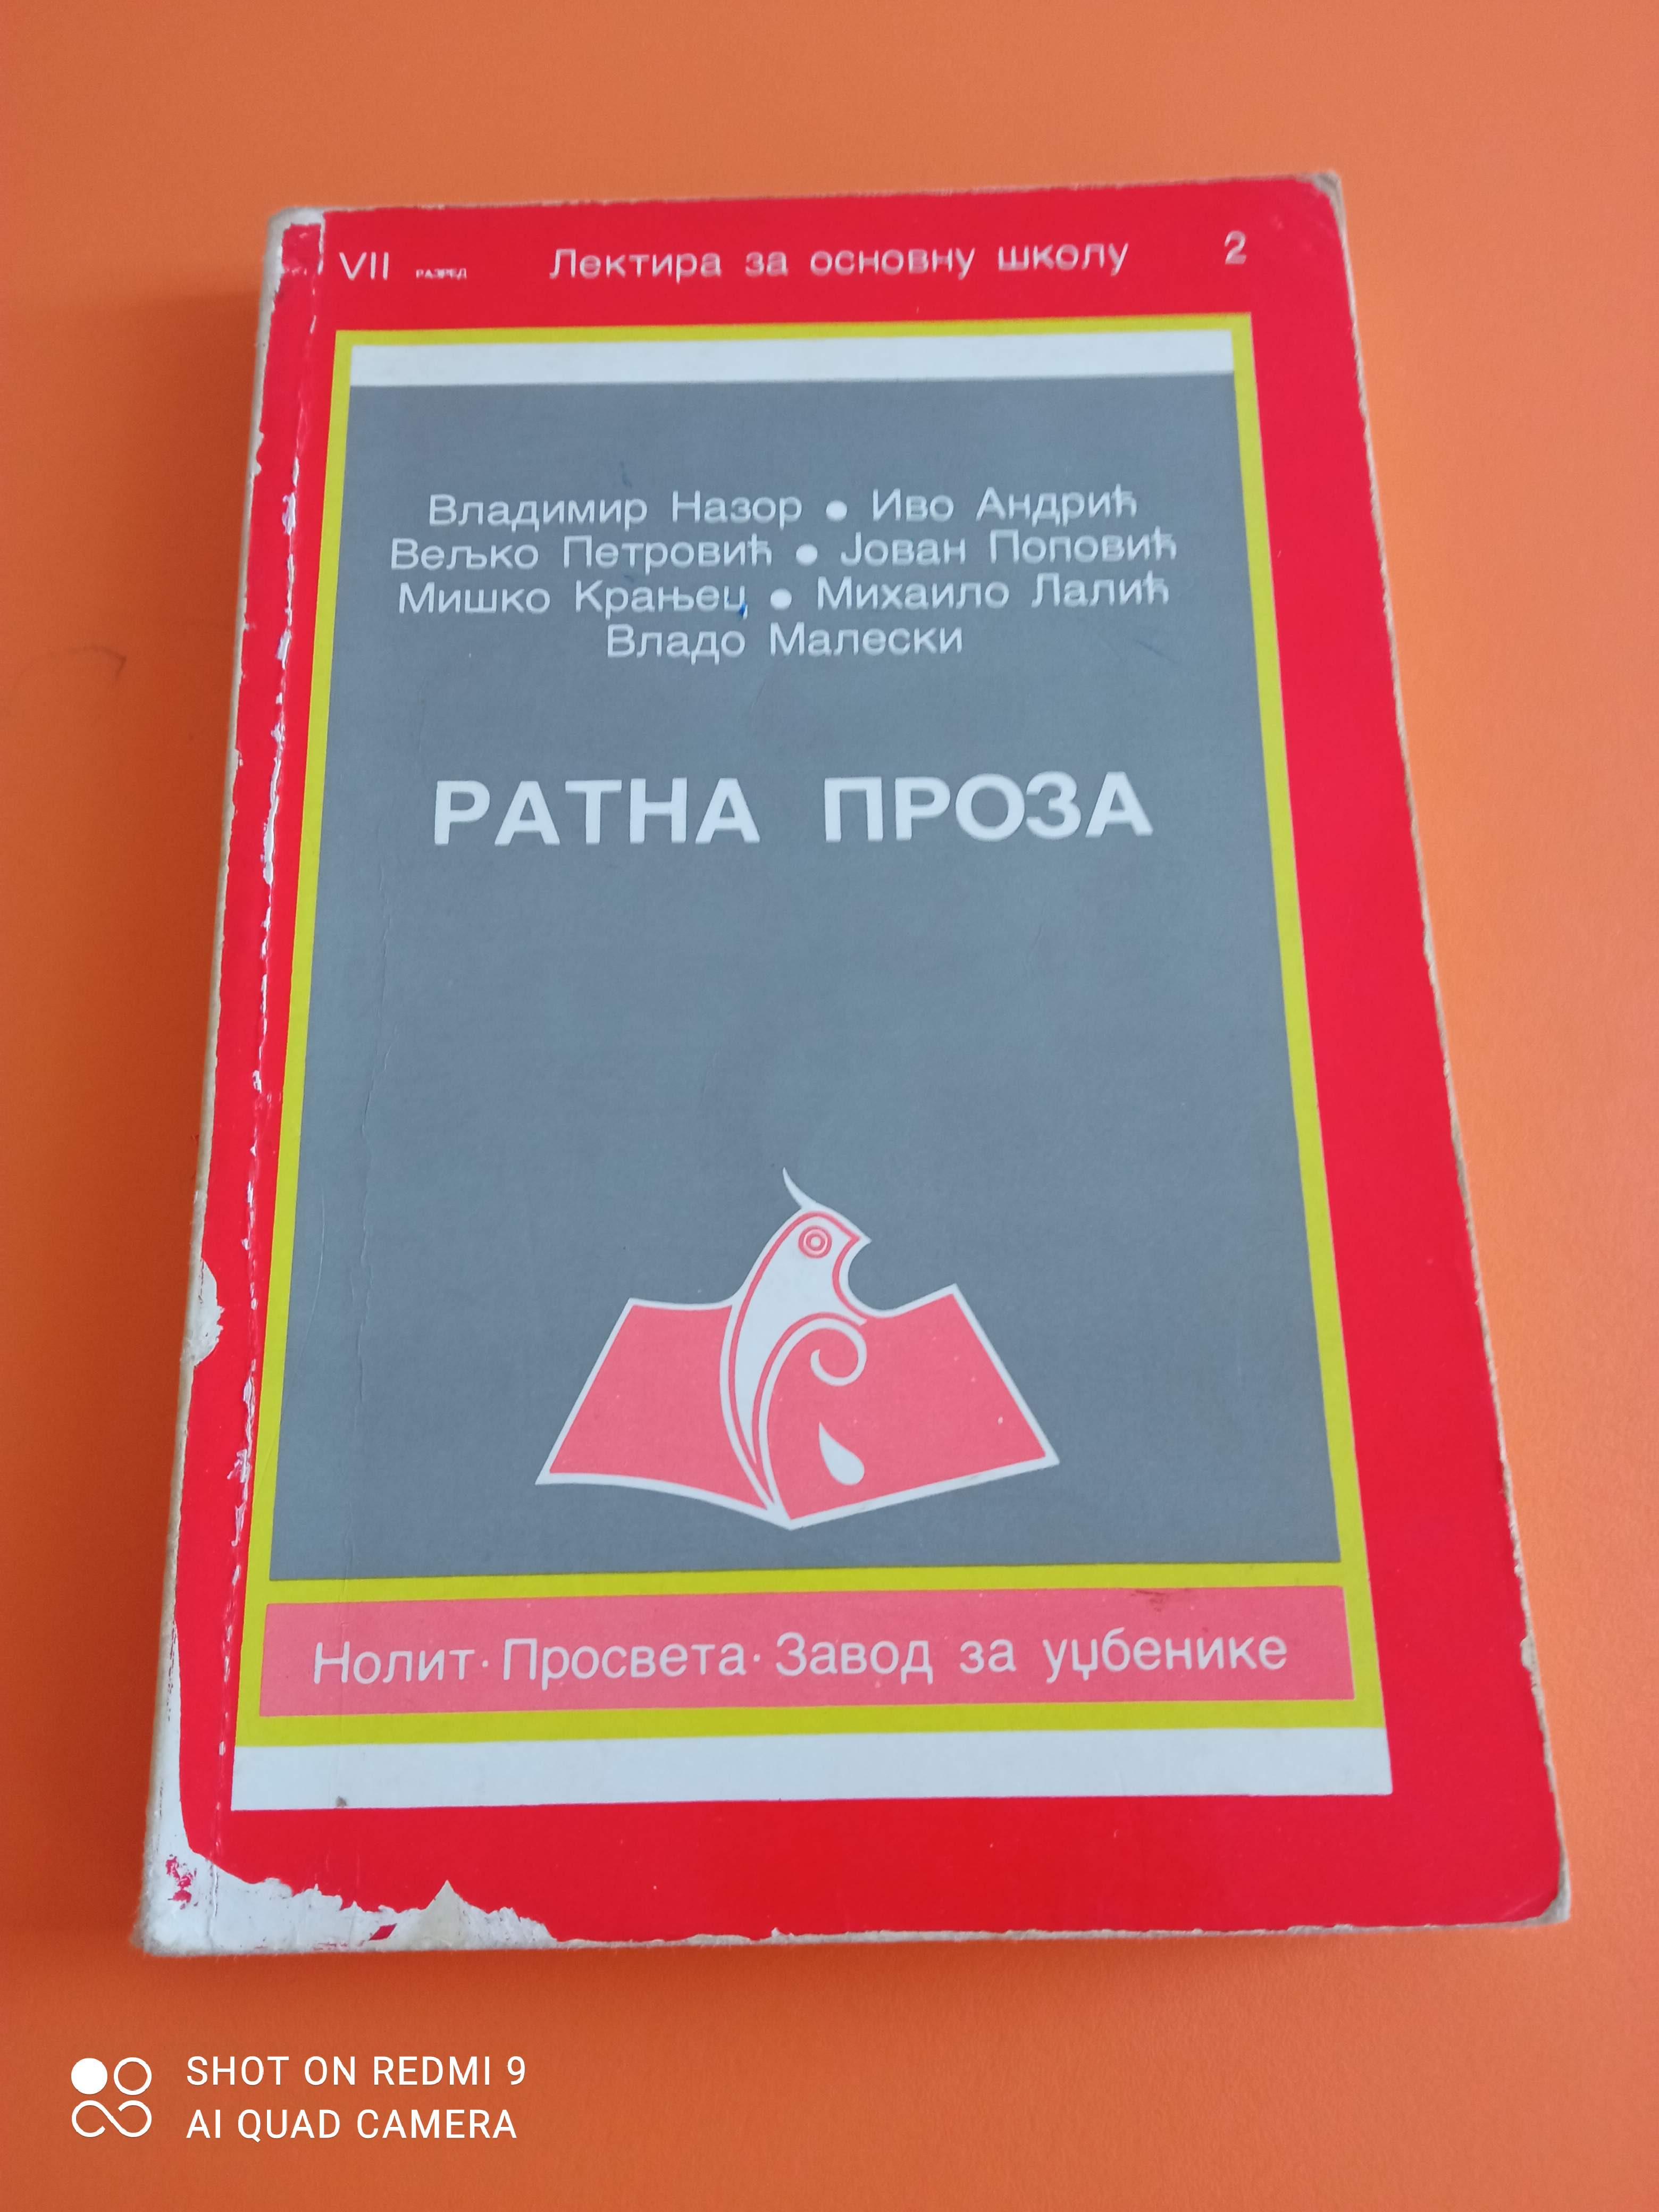 VII РАЗРЕД Лектира за основну школу 2
Владимир Назор ● Иво Андрић
Вељко Петровић ● Јован Поповић
Мишко Крањец ● Михаило Лалић
Владо Малески
РАТНА ПРОЗА
Нолит · Просвета · Завод за уџбенике
SHOT ON REDMI 9
AI QUAD CAMERA